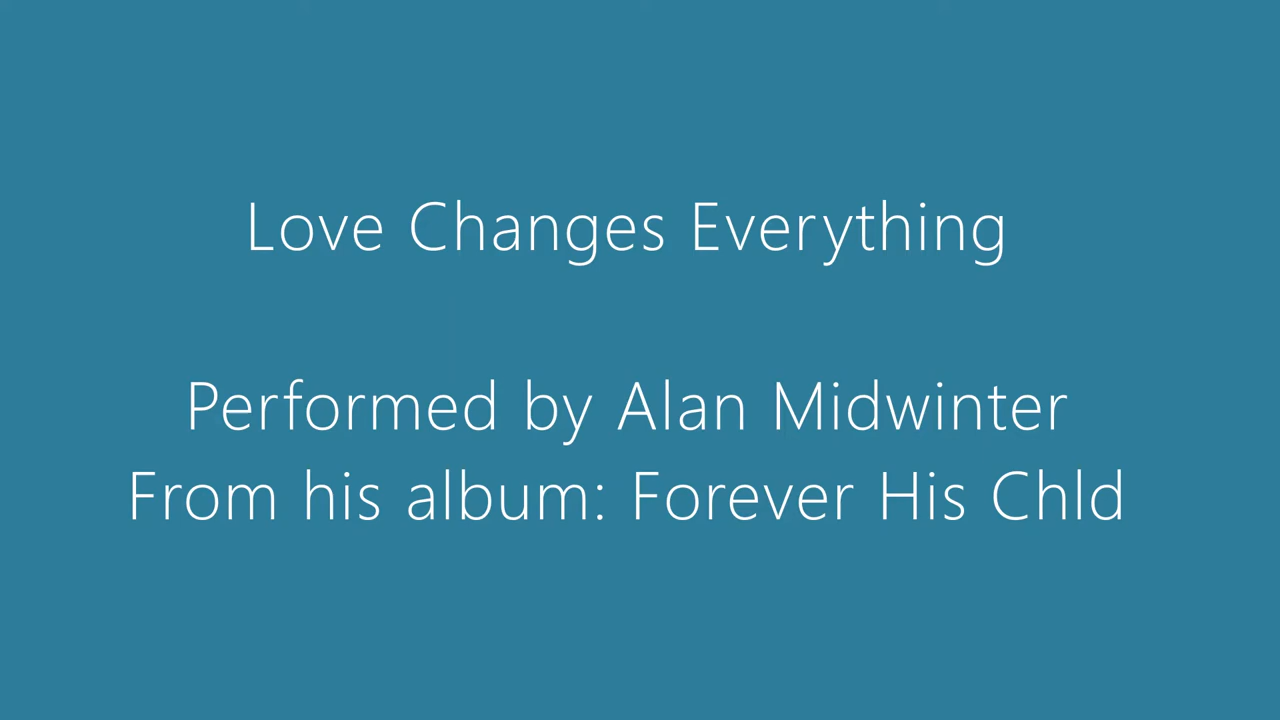 Love Changes Everything
Performed by Alan Midwinter
From his album: Forever His Chld